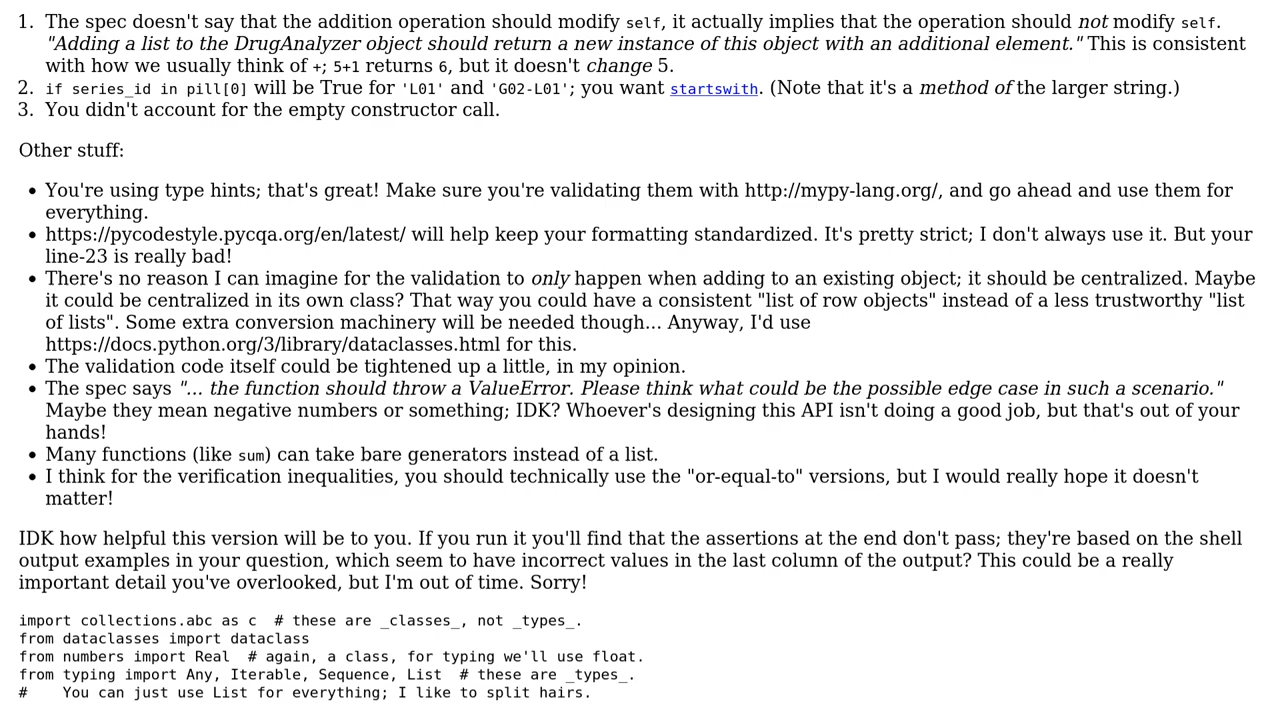 1. The spec doesn't say that the addition operation should modify self, it actually implies that the operation should not modify self.
"Adding a list to the DrugAnalyzer object should return a new instance of this object with an additional element." This is consistent
with how we usually think of +; 5+1 returns 6, but it doesn't change 5.
2. if series_id in pill[0] will be True for 'L01' and 'G02-L01'; you want startswith. (Note that it's a method of the larger string.)
3. You didn't account for the empty constructor call.
Other stuff:
• You're using type hints; that's great! Make sure you're validating them with http://mypy-lang.org/, and go ahead and use them for
everything.
• https://pycodestyle.pycqa.org/en/latest/ will help keep your formatting standardized. It's pretty strict; I don't always use it. But your
line-23 is really bad!
• There's no reason I can imagine for the validation to only happen when adding to an existing object; it should be centralized. Maybe
it could be centralized in its own class? That way you could have a consistent "list of row objects" instead of a less trustworthy "list
of lists". Some extra conversion machinery will be needed though... Anyway, I'd use
https://docs.python.org/3/library/dataclasses.html for this.
• The validation code itself could be tightened up a little, in my opinion.
• The spec says "... the function should throw a ValueError. Please think what could be the possible edge case in such a scenario."
Maybe they mean negative numbers or something; IDK? Whoever's designing this API isn't doing a good job, but that's out of your
hands!
• Many functions (like sum) can take bare generators instead of a list.
• I think for the verification inequalities, you should technically use the "or-equal-to" versions, but I would really hope it doesn't
matter!
IDK how helpful this version will be to you. If you run it you'll find that the assertions at the end don't pass; they're based on the shell
output examples in your question, which seem to have incorrect values in the last column of the output? This could be a really
important detail you've overlooked, but I'm out of time. Sorry!
import collections.abc as c  # these are _classes_, not _types_.
from dataclasses import dataclass
from numbers import Real  # again, a class, for typing we'll use float.
from typing import Any, Iterable, Sequence, List  # these are _types_.
#    You can just use List for everything; I like to split hairs.